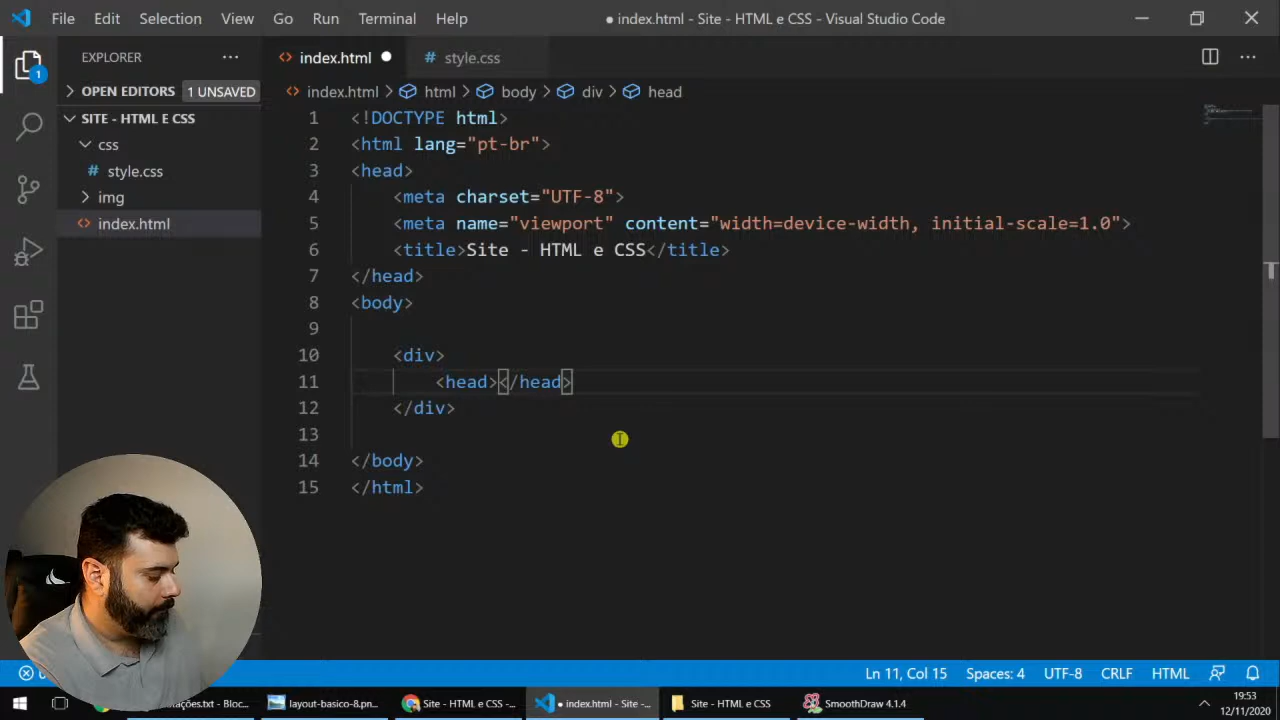 File Edit Selection View Go Run Terminal Help ● index.html - Site - HTML e CSS - Visual Studio Code
EXPLORER ··· <> index.html ● # style.css ···
1
> OPEN EDITORS 1 UNSAVED <> index.html > html > body > div > head
SITE - HTML E CSS
css
# style.css
> img
<> index.html
1 <!DOCTYPE html>
2 <html lang="pt-br">
3 <head>
4 <meta charset="UTF-8">
5 <meta name="viewport" content="width=device-width, initial-scale=1.0">
6 <title>Site - HTML e CSS</title>
7 </head>
8 <body>
9
10 <div>
11 <head></head>
12 </div>
13
14 </body>
15 </html>
Ln 11, Col 15 Spaces: 4 UTF-8 CRLF HTML
tações.txt - Bloc... layout-basico-8.pn... Site - HTML e CSS -... ● index.html - Site -... Site - HTML e CSS SmoothDraw 4.1.4 19:53
12/11/2020